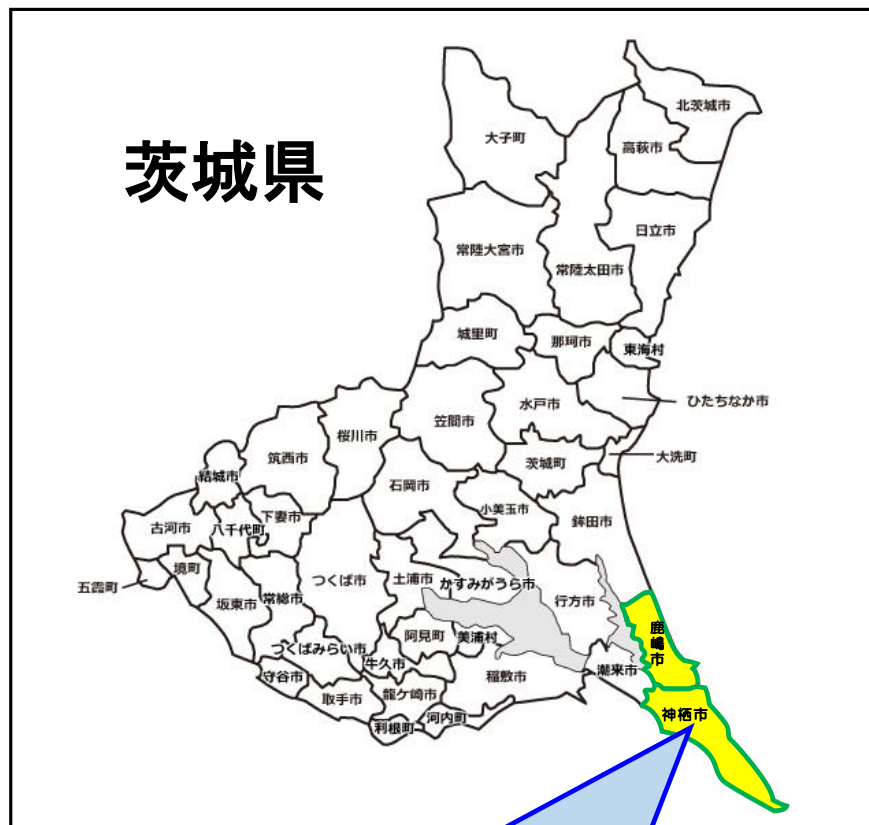 茨城県
北茨城市
大子町
高萩市
日立市
常陸大宮市
常陸太田市
城里町
那珂市
東海村
ひたちなか市
水戸市
笠間市
桜川市
筑西市
茨城町
大洗町
結城市
石岡市
小美玉市
鉾田市
古河市
八千代町
下妻市
五霞町
境町
坂東市
常総市
つくば市
土浦市
かすみがうら市
行方市
鹿嶋市
阿見町
美浦村
つくばみらい市
牛久市
稲敷市
潮来市
守谷市
取手市
龍ケ崎市
河内町
利根町
神栖市